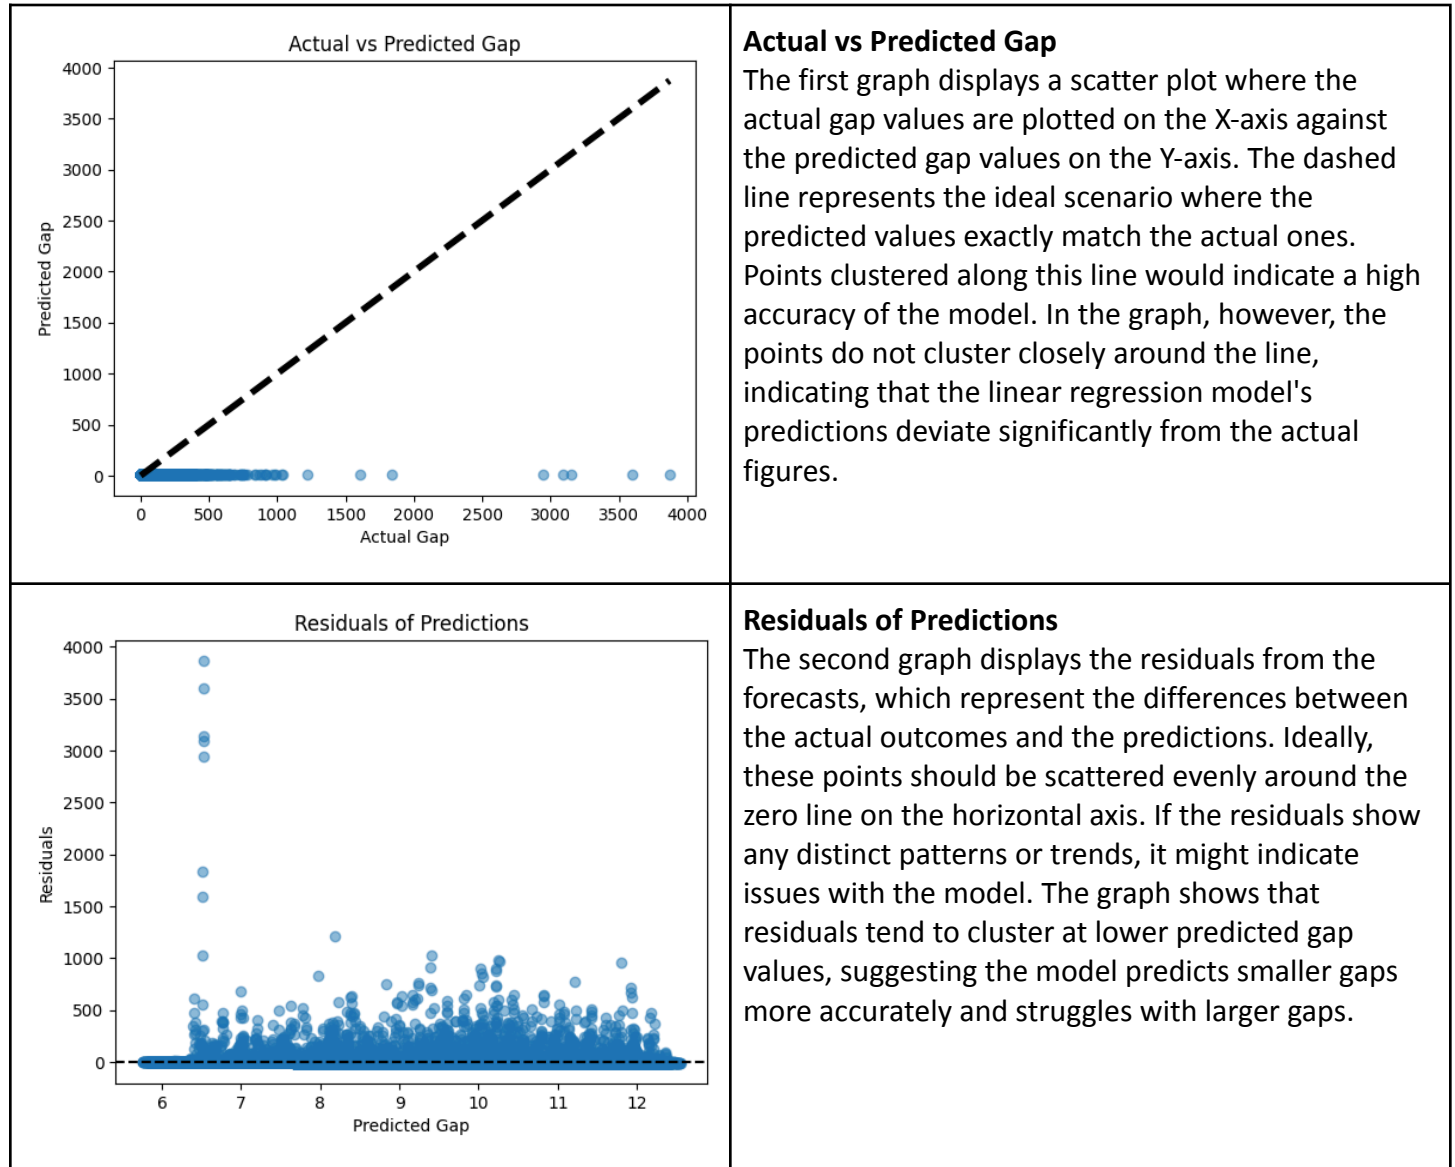 Actual vs Predicted Gap
4000
3500
3000
2500
2000
1500
1000
500
0
Predicted Gap
0 500 1000 1500 2000 2500 3000 3500 4000
Actual Gap
Actual vs Predicted Gap
The first graph displays a scatter plot where the
actual gap values are plotted on the X-axis against
the predicted gap values on the Y-axis. The dashed
line represents the ideal scenario where the
predicted values exactly match the actual ones.
Points clustered along this line would indicate a high
accuracy of the model. In the graph, however, the
points do not cluster closely around the line,
indicating that the linear regression model's
predictions deviate significantly from the actual
figures.
Residuals of Predictions
4000
3500
3000
2500
2000
1500
1000
500
0
Residuals
6 7 8 9 10 11 12
Predicted Gap
Residuals of Predictions
The second graph displays the residuals from the
forecasts, which represent the differences between
the actual outcomes and the predictions. Ideally,
these points should be scattered evenly around the
zero line on the horizontal axis. If the residuals show
any distinct patterns or trends, it might indicate
issues with the model. The graph shows that
residuals tend to cluster at lower predicted gap
values, suggesting the model predicts smaller gaps
more accurately and struggles with larger gaps.